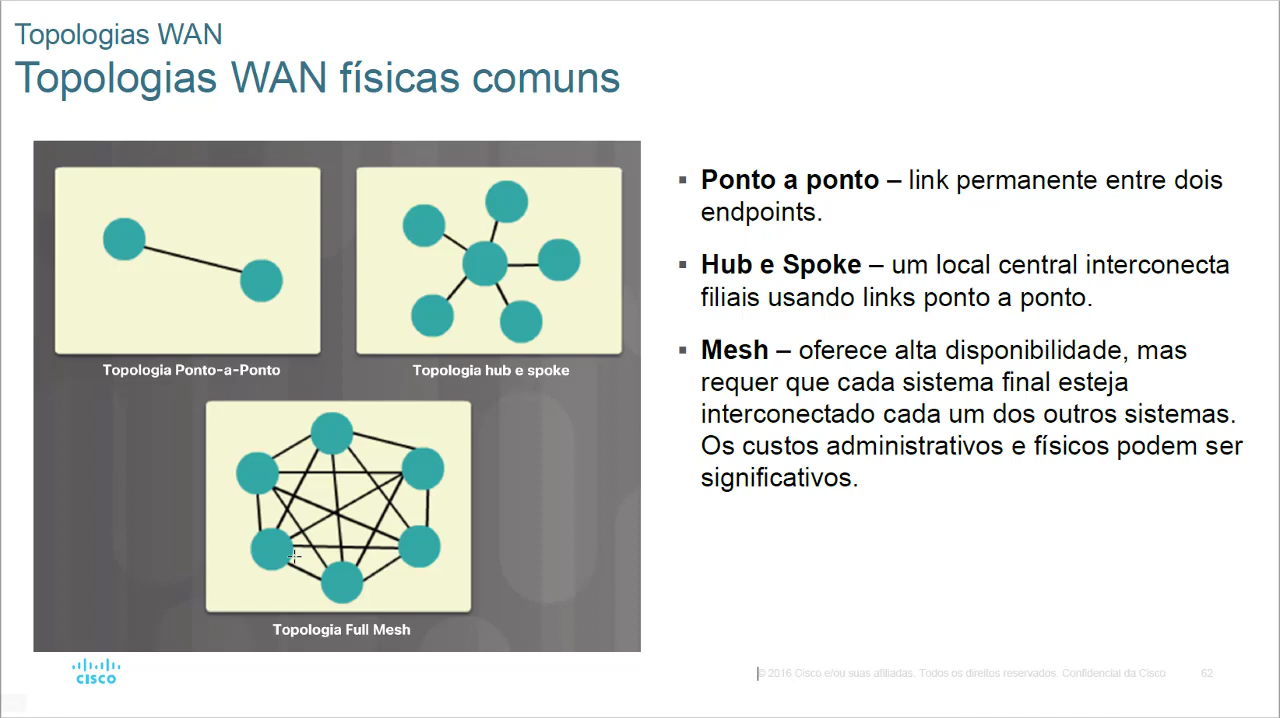 Topologias WAN
Topologias WAN físicas comuns
Topologia Ponto-a-Ponto
Topologia hub e spoke
Topologia Full Mesh
▪ Ponto a ponto – link permanente entre dois
endpoints.
▪ Hub e Spoke – um local central interconecta
filiais usando links ponto a ponto.
▪ Mesh – oferece alta disponibilidade, mas
requer que cada sistema final esteja
interconectado cada um dos outros sistemas.
Os custos administrativos e físicos podem ser
significativos.
CISCO
© 2016 Cisco e/ou suas afiliadas. Todos os direitos reservados. Confidencial da Cisco
62